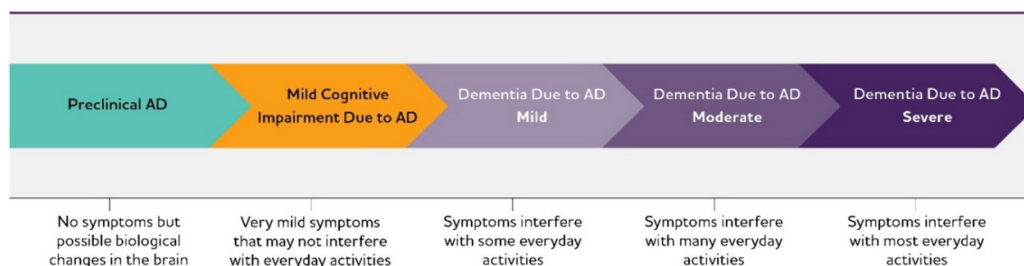 Preclinical AD
Mild Cognitive
Impairment Due to AD
Dementia Due to AD
Mild
Dementia Due to AD
Moderate
Dementia Due to AD
Severe
No symptoms but
possible biological
changes in the brain
Very mild symptoms
that may not interfere
with everyday activities
Symptoms interfere
with some everyday
activities
Symptoms interfere
with many everyday
activities
Symptoms interfere
with most everyday
activities